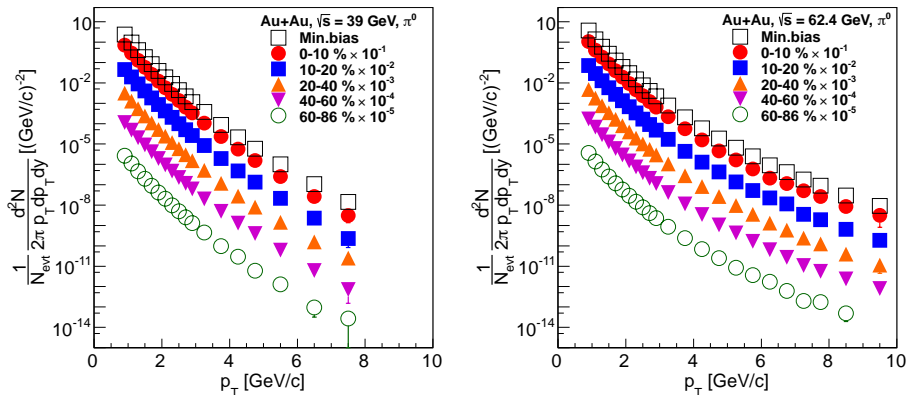 Au+Au, √s = 39 GeV, π⁰
Min.bias
0-10 % × 10⁻¹
10-20 % × 10⁻²
20-40 % × 10⁻³
40-60 % × 10⁻⁴
60-86 % × 10⁻⁵
10
10⁻²
10⁻⁵
10⁻⁸
10⁻¹¹
10⁻¹⁴
1/N_evt d²N/2π p_T dp_T dy [(GeV/c)⁻²]
0 2 4 6 8 10
p_T [GeV/c]
Au+Au, √s = 62.4 GeV, π⁰
Min.bias
0-10 % × 10⁻¹
10-20 % × 10⁻²
20-40 % × 10⁻³
40-60 % × 10⁻⁴
60-86 % × 10⁻⁵
10
10⁻²
10⁻⁵
10⁻⁸
10⁻¹¹
10⁻¹⁴
1/N_evt d²N/2π p_T dp_T dy [(GeV/c)⁻²]
0 2 4 6 8 10
p_T [GeV/c]